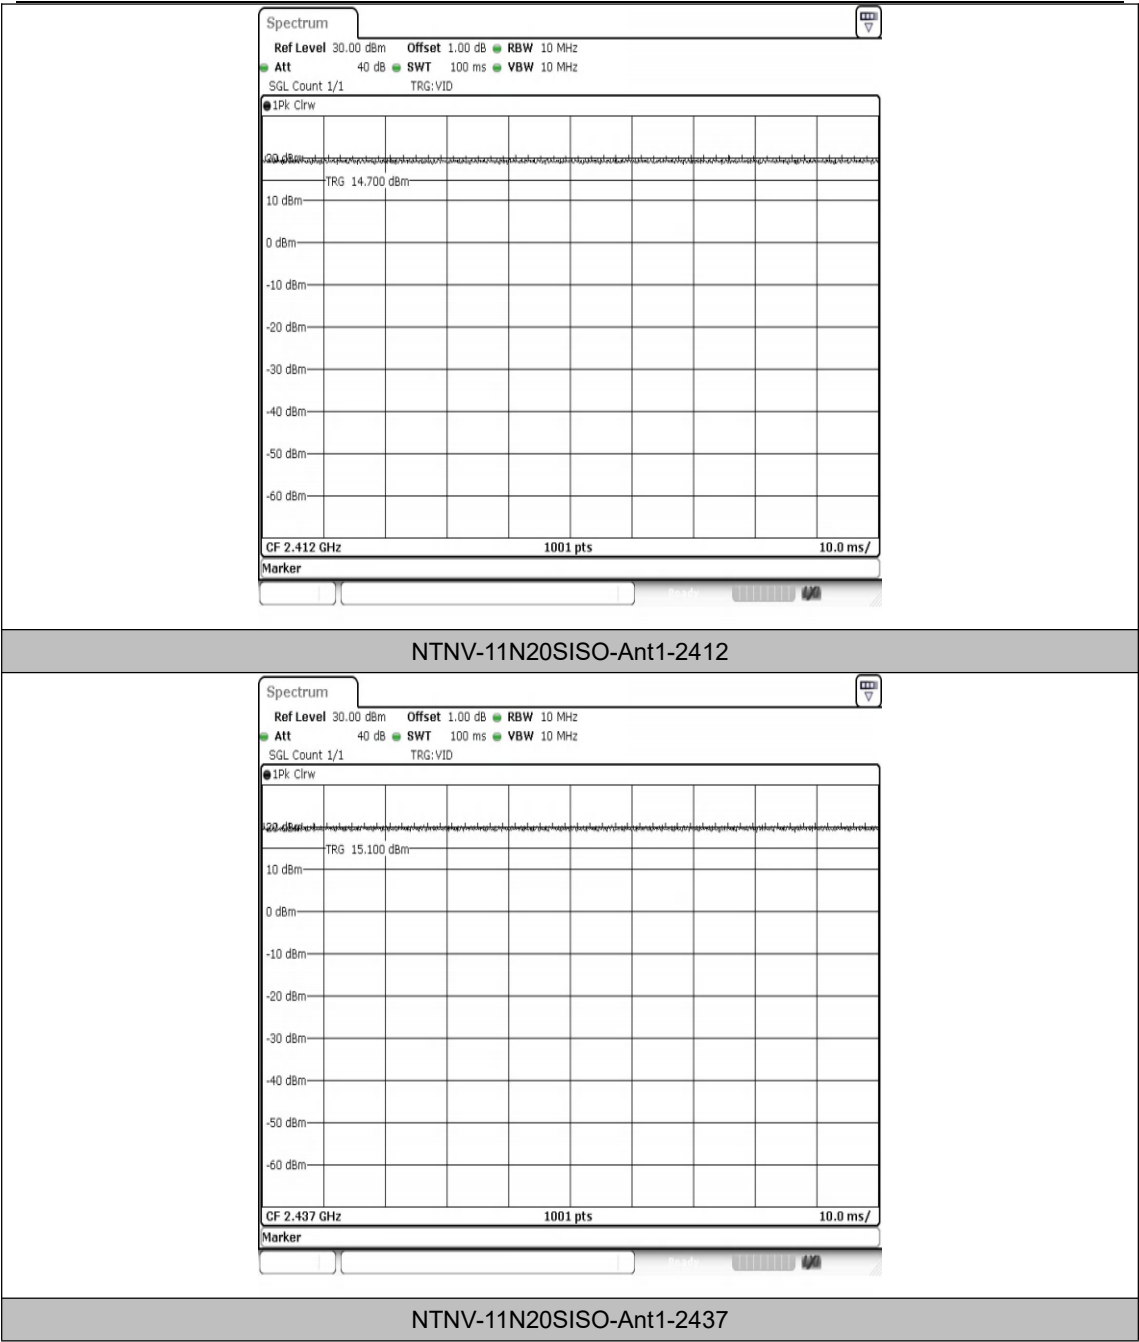 Spectrum
Ref Level 30.00 dBm Offset 1.00 dB RBW 10 MHz
Att 40 dB SWT 100 ms VBW 10 MHz
SGL Count 1/1 TRG:VID
1Pk Clrw
20 dBm
TRG 14.700 dBm
10 dBm
0 dBm
-10 dBm
-20 dBm
-30 dBm
-40 dBm
-50 dBm
-60 dBm
CF 2.412 GHz 1001 pts 10.0 ms/
Marker
Ready
NTNV-11N20SISO-Ant1-2412
Spectrum
Ref Level 30.00 dBm Offset 1.00 dB RBW 10 MHz
Att 40 dB SWT 100 ms VBW 10 MHz
SGL Count 1/1 TRG:VID
1Pk Clrw
20 dBm
TRG 15.100 dBm
10 dBm
0 dBm
-10 dBm
-20 dBm
-30 dBm
-40 dBm
-50 dBm
-60 dBm
CF 2.437 GHz 1001 pts 10.0 ms/
Marker
Ready
NTNV-11N20SISO-Ant1-2437